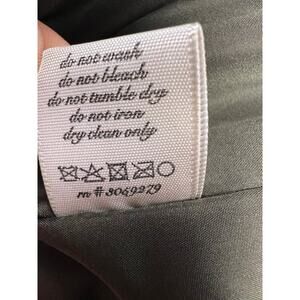 do not wash
do not bleach
do not tumble dry
do not iron
dry clean only
rn # 3049279